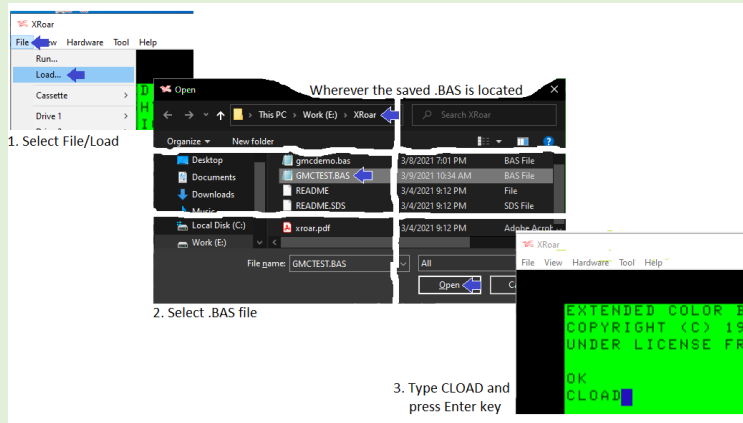 XRoar
File View Hardware Tool Help
Run...
Load...
Cassette
Drive 1
1. Select File/Load
Open
Wherever the saved .BAS is located
This PC > Work (E:) > XRoar
Search XRoar
Organize New folder
Desktop gmcdemo.bas 3/8/2021 7:01 PM BAS File
Documents GMCTEST.BAS 3/9/2021 10:34 AM BAS File
Downloads README 3/4/2021 9:12 PM File
Music README.SDS 3/4/2021 9:12 PM SDS File
Local Disk (C:) xroar.pdf 3/4/2021 9:12 PM Adobe Acrob
Work (E:)
File name: GMCTEST.BAS All
Open
2. Select .BAS file
XRoar
File View Hardware Tool Help
EXTENDED COLOR B
COPYRIGHT (C) 19
UNDER LICENSE FR
OK
CLOAD
3. Type CLOAD and
press Enter key